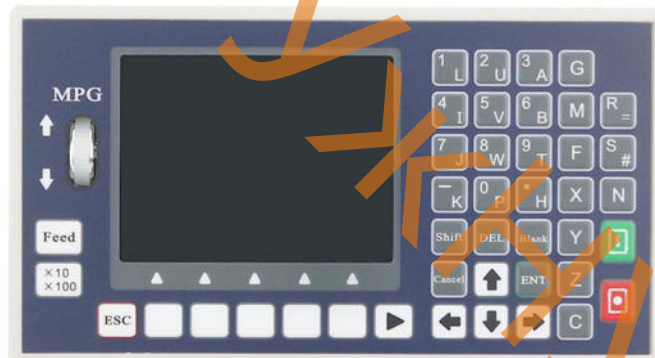 1 L 2 U 3 A G
MPG
4 I 5 V 6 B M R =
7 J 8 W 9 T F S #
- K 0 P . H X N
Feed Shift DEL Blank Y
×10
×100
Cancel ENT Z
ESC C